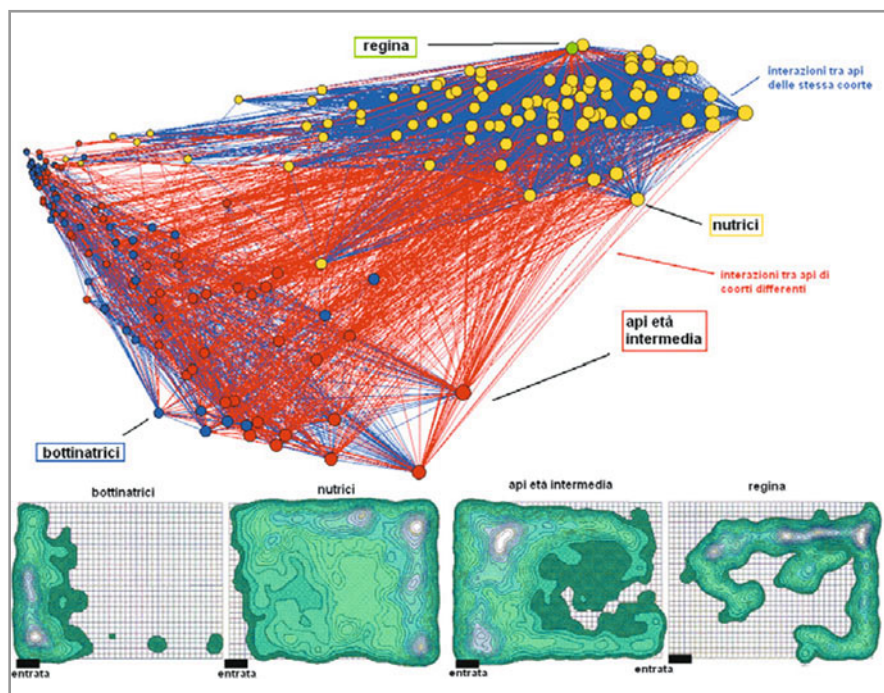 regina
interazioni tra api
delle stessa coorte
nutrici
interazioni tra api di
coorti differenti
api età
intermedia
bottinatrici
bottinatrici
nutrici
api età intermedia
regina
entrata
entrata
entrata
entrata